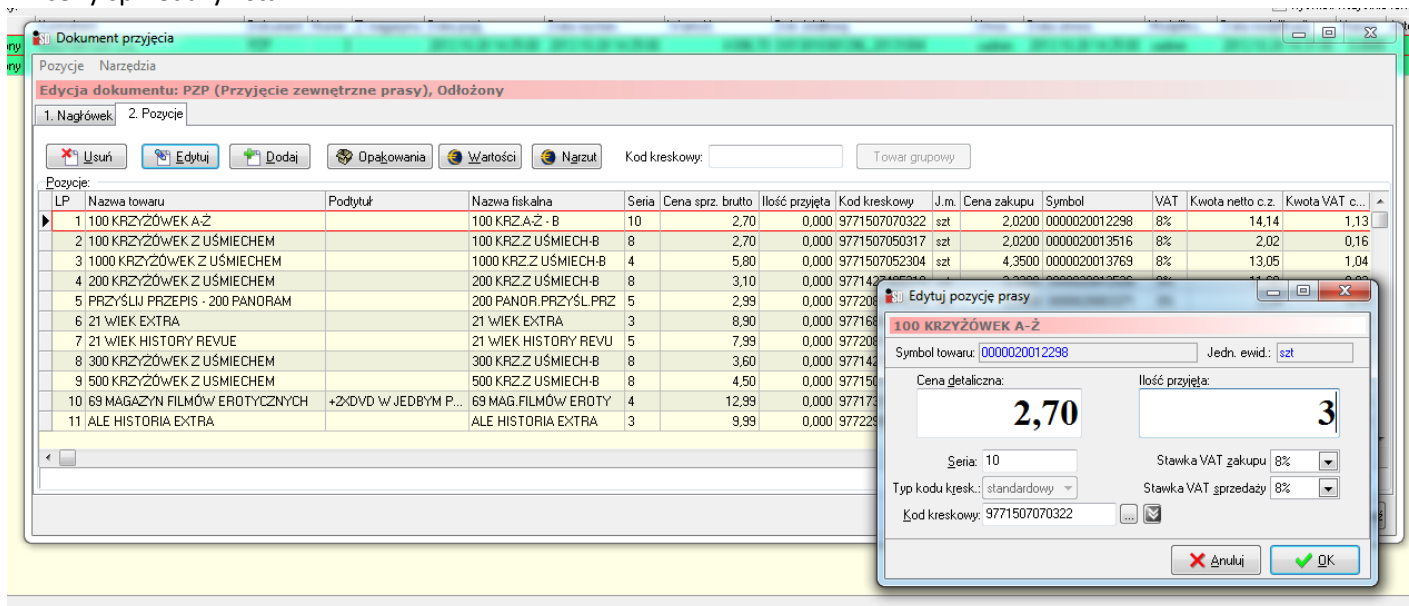 Dokument przyjęcia
Pozycje Narzędzia
Edycja dokumentu: PZP (Przyjęcie zewnętrzne prasy), Odłożony
1. Nagłówek 2. Pozycje
Usuń Edytuj Dodaj Opakowania Wartości Narzut Kod kreskowy: Towar grupowy
Pozycje:
LP Nazwa towaru Podtytuł Nazwa fiskalna Seria Cena sprz. brutto Ilość przyjęta Kod kreskowy J.m. Cena zakupu Symbol VAT Kwota netto c.z. Kwota VAT c...
1 100 KRZYŻÓWEK A-Ż 100 KRZ.A-Ż - B 10 2,70 0,000 9771507070322 szt 2,0200 0000020012298 8% 14,14 1,13
2 100 KRZYŻÓWEK Z UŚMIECHEM 100 KRZ.Z UŚMIECH-B 8 2,70 0,000 9771507050317 szt 2,0200 0000020013516 8% 2,02 0,16
3 1000 KRZYŻÓWEK Z UŚMIECHEM 1000 KRZ.Z UŚMIECH-B 4 5,80 0,000 9771507052304 szt 4,3500 0000020013769 8% 13,05 1,04
4 200 KRZYŻÓWEK Z UŚMIECHEM 200 KRZ.Z UŚMIECH-B 8 3,10 0,000
5 PRZYŚLIJ PRZEPIS - 200 PANORAM 200 PANOR.PRZYŚL.PRZ 5 2,99 0,000 977208
6 21 WIEK EXTRA 21 WIEK EXTRA 3 8,90 0,000 977168
7 21 WIEK HISTORY REVUE 21 WIEK HISTORY REVU 5 7,99 0,000 977208
8 300 KRZYŻÓWEK Z UŚMIECHEM 300 KRZ.Z UŚMIECH-B 8 3,60 0,000 977142
9 500 KRZYŻÓWEK Z USMIECHEM 500 KRZ.Z USMIECH-B 8 4,50 0,000 977150
10 69 MAGAZYN FILMÓW EROTYCZNYCH +2XDVD W JEDBYM P... 69 MAG.FILMÓW EROTY 4 12,99 0,000 977173
11 ALE HISTORIA EXTRA ALE HISTORIA EXTRA 3 9,99 0,000 977229
Edytuj pozycję prasy
100 KRZYŻÓWEK A-Ż
Symbol towaru: 0000020012298 Jedn. ewid.: szt
Cena detaliczna: Ilość przyjęta:
2,70 3
Seria: 10 Stawka VAT zakupu 8%
Typ kodu kresk.: standardowy Stawka VAT sprzedaży 8%
Kod kreskowy: 9771507070322 ...
Anuluj OK